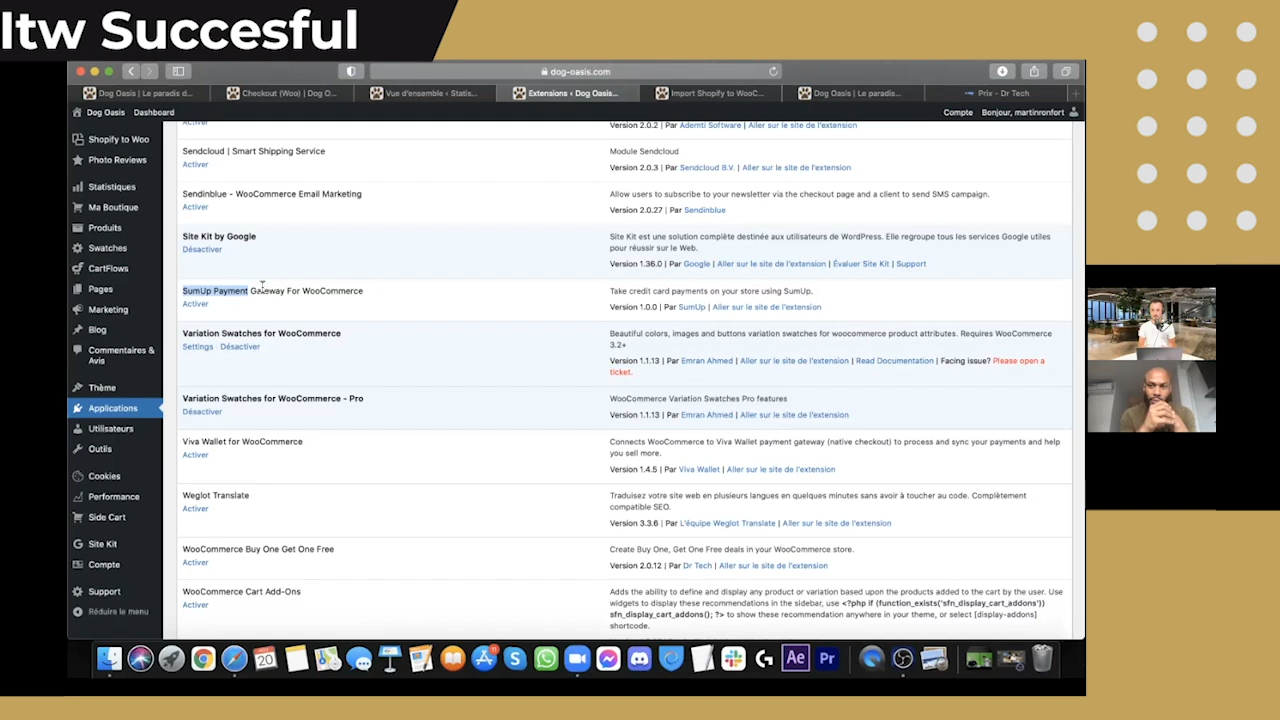 Itw Succesful
dog-oasis.com
Dog Oasis | Le paradis d...
Checkout (Woo) | Dog O...
Vue d'ensemble ‹ Statis...
Extensions ‹ Dog Oasis...
Import Shopify to WooC...
Dog Oasis | Le paradis...
Prix - Dr Tech
Dog Oasis
Dashboard
Compte
Bonjour, martinronfort
Shopify to Woo
Photo Reviews
Statistiques
Ma Boutique
Produits
Swatches
CartFlows
Pages
Marketing
Blog
Commentaires &
Avis
Thème
Applications
Utilisateurs
Outils
Cookies
Performance
Side Cart
Site Kit
Compte
Support
Réduire le menu
Activer
Version 2.0.2 | Par Ademti Software | Aller sur le site de l'extension
Sendcloud | Smart Shipping Service
Activer
Module Sendcloud
Version 2.0.3 | Par Sendcloud B.V. | Aller sur le site de l'extension
Sendinblue - WooCommerce Email Marketing
Activer
Allow users to subscribe to your newsletter via the checkout page and a client to send SMS campaign.
Version 2.0.27 | Par Sendinblue
Site Kit by Google
Désactiver
Site Kit est une solution complète destinée aux utilisateurs de WordPress. Elle regroupe tous les services Google utiles
pour réussir sur le Web.
Version 1.36.0 | Par Google | Aller sur le site de l'extension | Évaluer Site Kit | Support
SumUp Payment Gateway For WooCommerce
Activer
Take credit card payments on your store using SumUp.
Version 1.0.0 | Par SumUp | Aller sur le site de l'extension
Variation Swatches for WooCommerce
Settings Désactiver
Beautiful colors, images and buttons variation swatches for woocommerce product attributes. Requires WooCommerce
3.2+
Version 1.1.13 | Par Emran Ahmed | Aller sur le site de l'extension | Read Documentation | Facing issue? Please open a
ticket.
Variation Swatches for WooCommerce - Pro
Désactiver
WooCommerce Variation Swatches Pro features
Version 1.1.13 | Par Emran Ahmed | Aller sur le site de l'extension
Viva Wallet for WooCommerce
Activer
Connects WooCommerce to Viva Wallet payment gateway (native checkout) to process and sync your payments and help
you sell more.
Version 1.4.5 | Par Viva Wallet | Aller sur le site de l'extension
Weglot Translate
Activer
Traduisez votre site web en plusieurs langues en quelques minutes sans avoir à toucher au code. Complètement
compatible SEO.
Version 3.3.6 | Par L'équipe Weglot Translate | Aller sur le site de l'extension
WooCommerce Buy One Get One Free
Activer
Create Buy One, Get One Free deals in your WooCommerce store.
Version 2.0.12 | Par Dr Tech | Aller sur le site de l'extension
WooCommerce Cart Add-Ons
Activer
Adds the ability to define and display any product or variation based upon the products added to the cart by the user. Use
widgets to display these recommendations in the sidebar, use <?php if (function_exists('sfn_display_cart_addons'))
sfn_display_cart_addons(); ?> to show these recommendation anywhere in your theme, or select [display-addons]
shortcode.
20
11
Ae
Pr